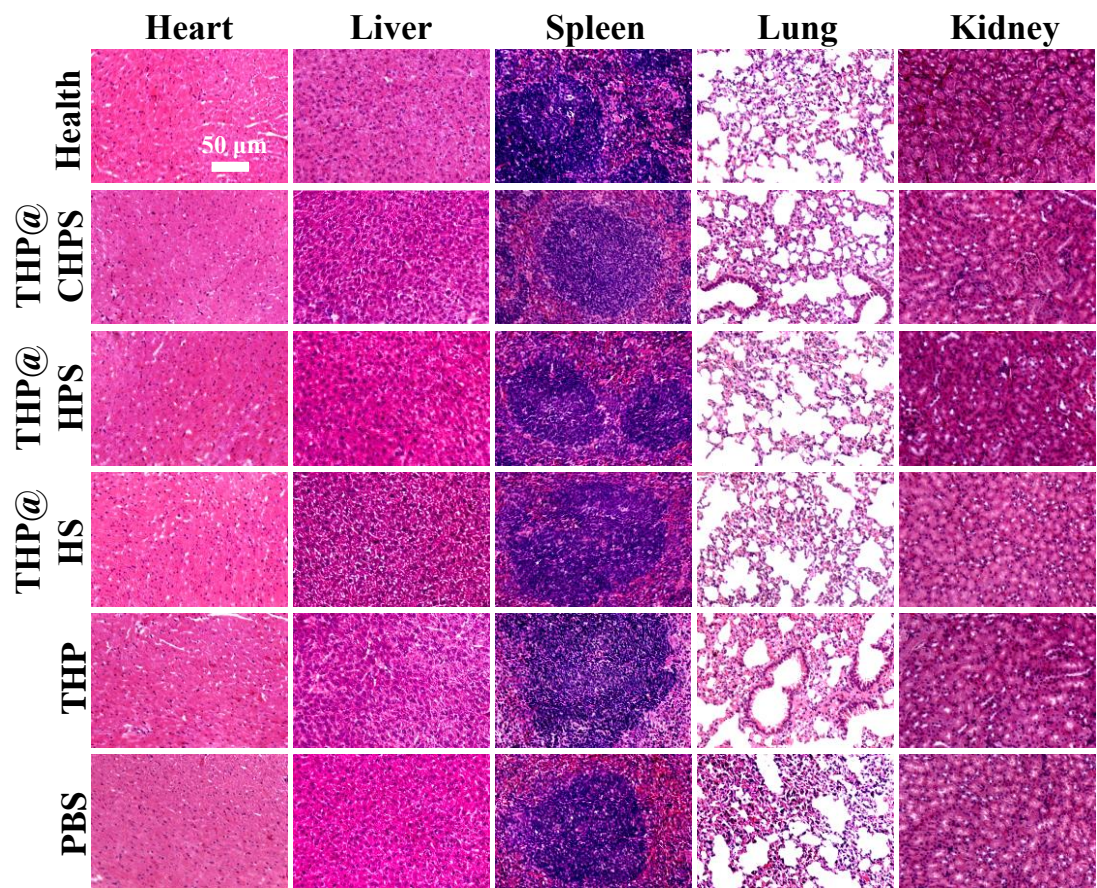 Heart Liver Spleen Lung Kidney
Health
50 μm
THP@
CHPS
THP@
HPS
THP@
HS
THP
PBS